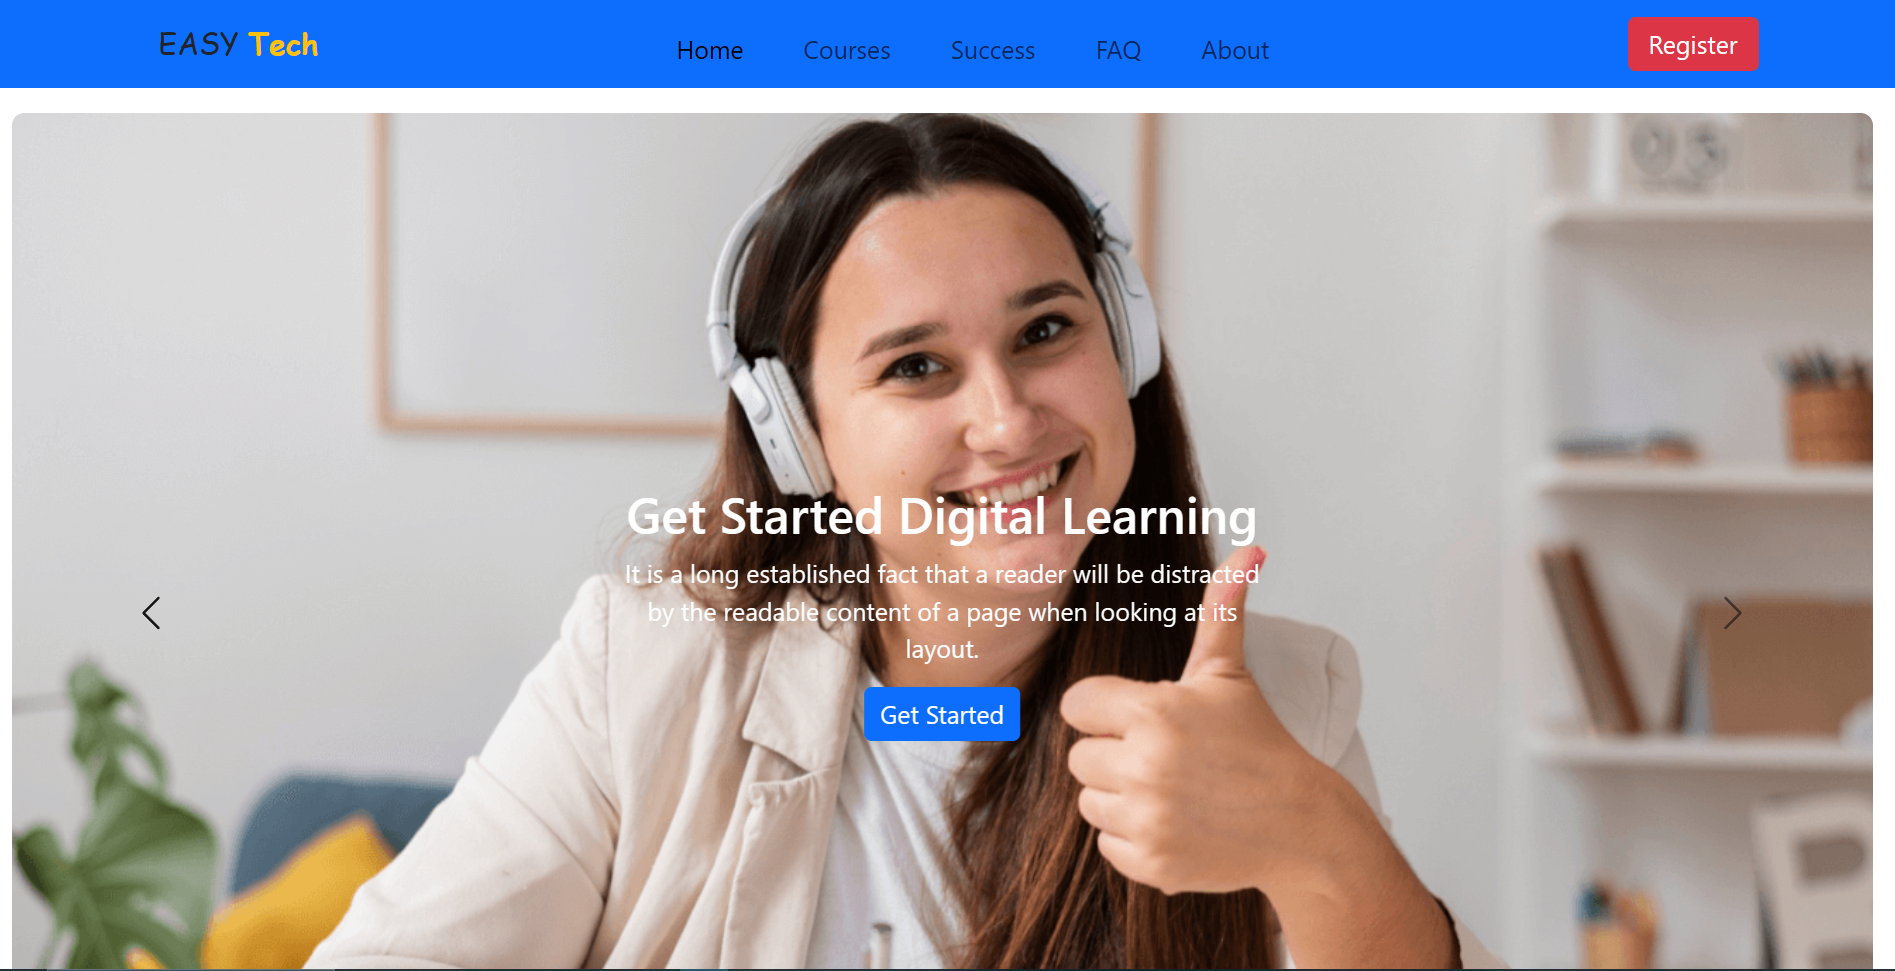 EASY Tech
Home Courses Success FAQ About
Register
03
Get Started Digital Learning
It is a long established fact that a reader will be distracted
by the readable content of a page when looking at its
layout.
Get Started